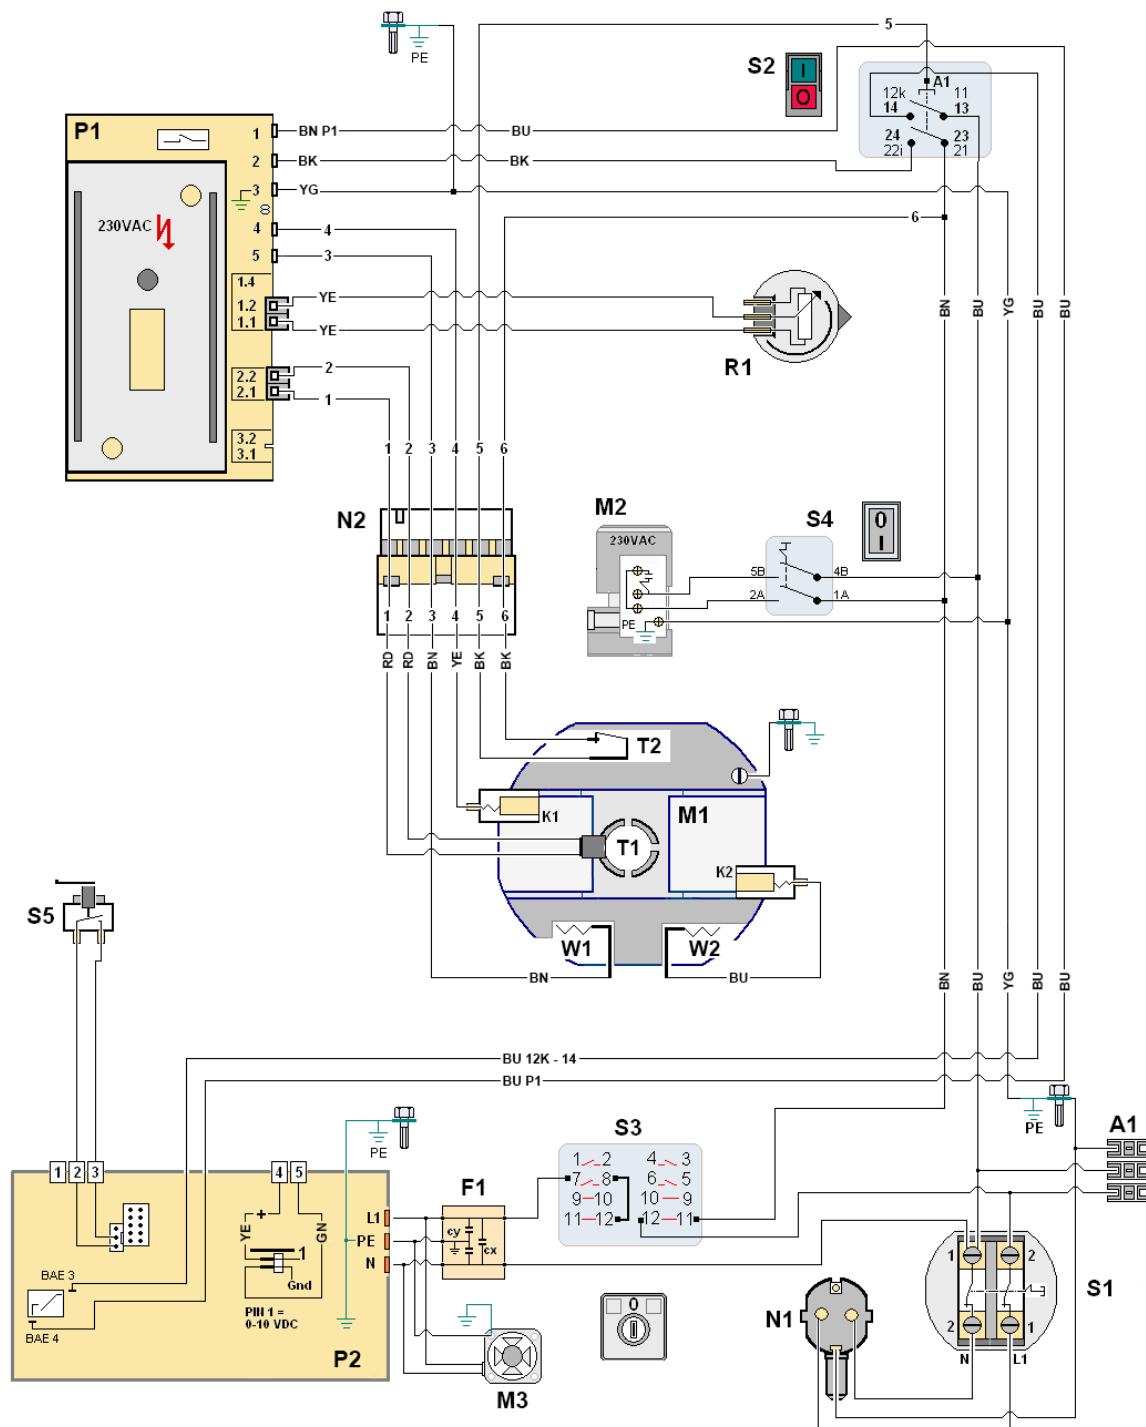 5
PE
S2
I
O
A1
12k 11
14 13
24 23
22i 21
P1
1 BN P1 BU
2 BK BK
3 YG
8
230VAC
4 4
5 3
6
1.4
1.2 YE
1.1 YE
BN BU YG BU BU
R1
2.2 2
2.1 1
3.2
3.1
1 2 3 4 5 6
N2
M2
230VAC
S4
0
I
5B 4B
2A 1A
PE
1 2 3 4 5 6
RD RD BN YE BK BK
T2
K1
M1
T1
K2
S5
W1 W2
BN BU
BN BU YG BU BU
BU 12K - 14
BU P1
PE
A1
PE
S3
1 2 4 3
7 8 6 5
9 10 10 9
11 12 12 11
1 2 3 4 5
F1
L1
PE
N
cy
cx
YE + GN
1
Gnd
PIN 1 =
0-10 VDC
BAE 3
BAE 4
P2
M3
0
N1
1 2
S1
2 1
N L1